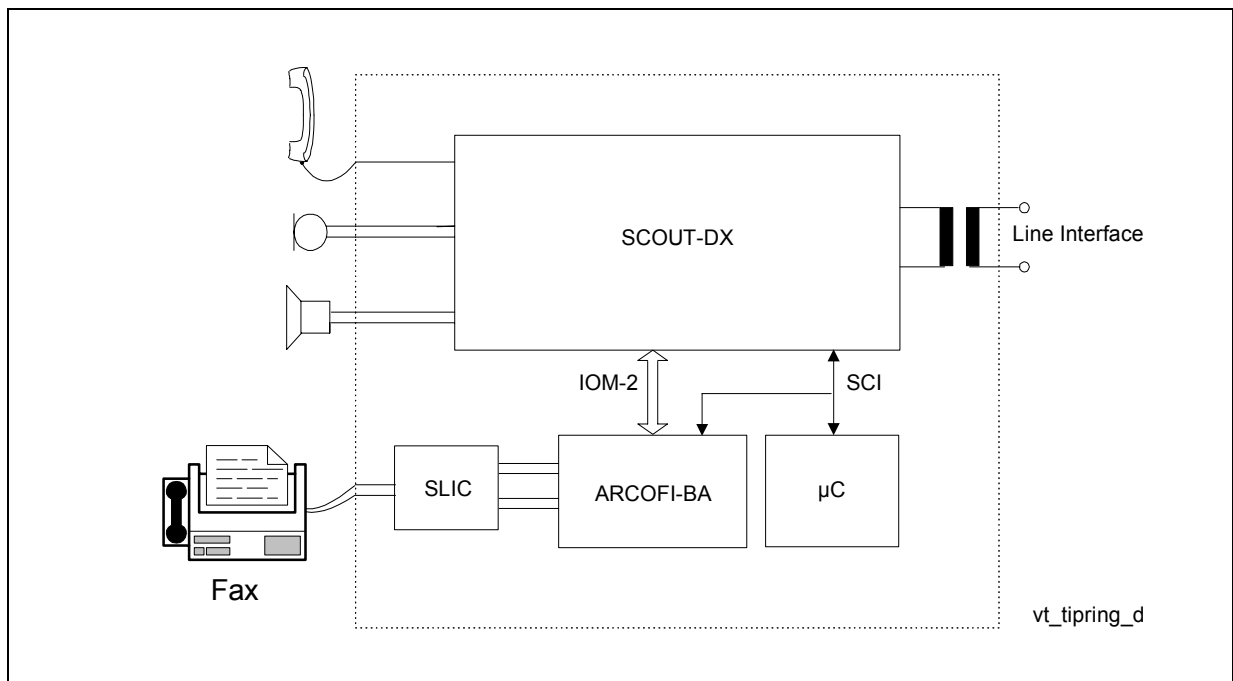 SCOUT-DX
Line Interface
IOM-2
SCI
SLIC
ARCOFI-BA
µC
Fax
vt_tipring_d